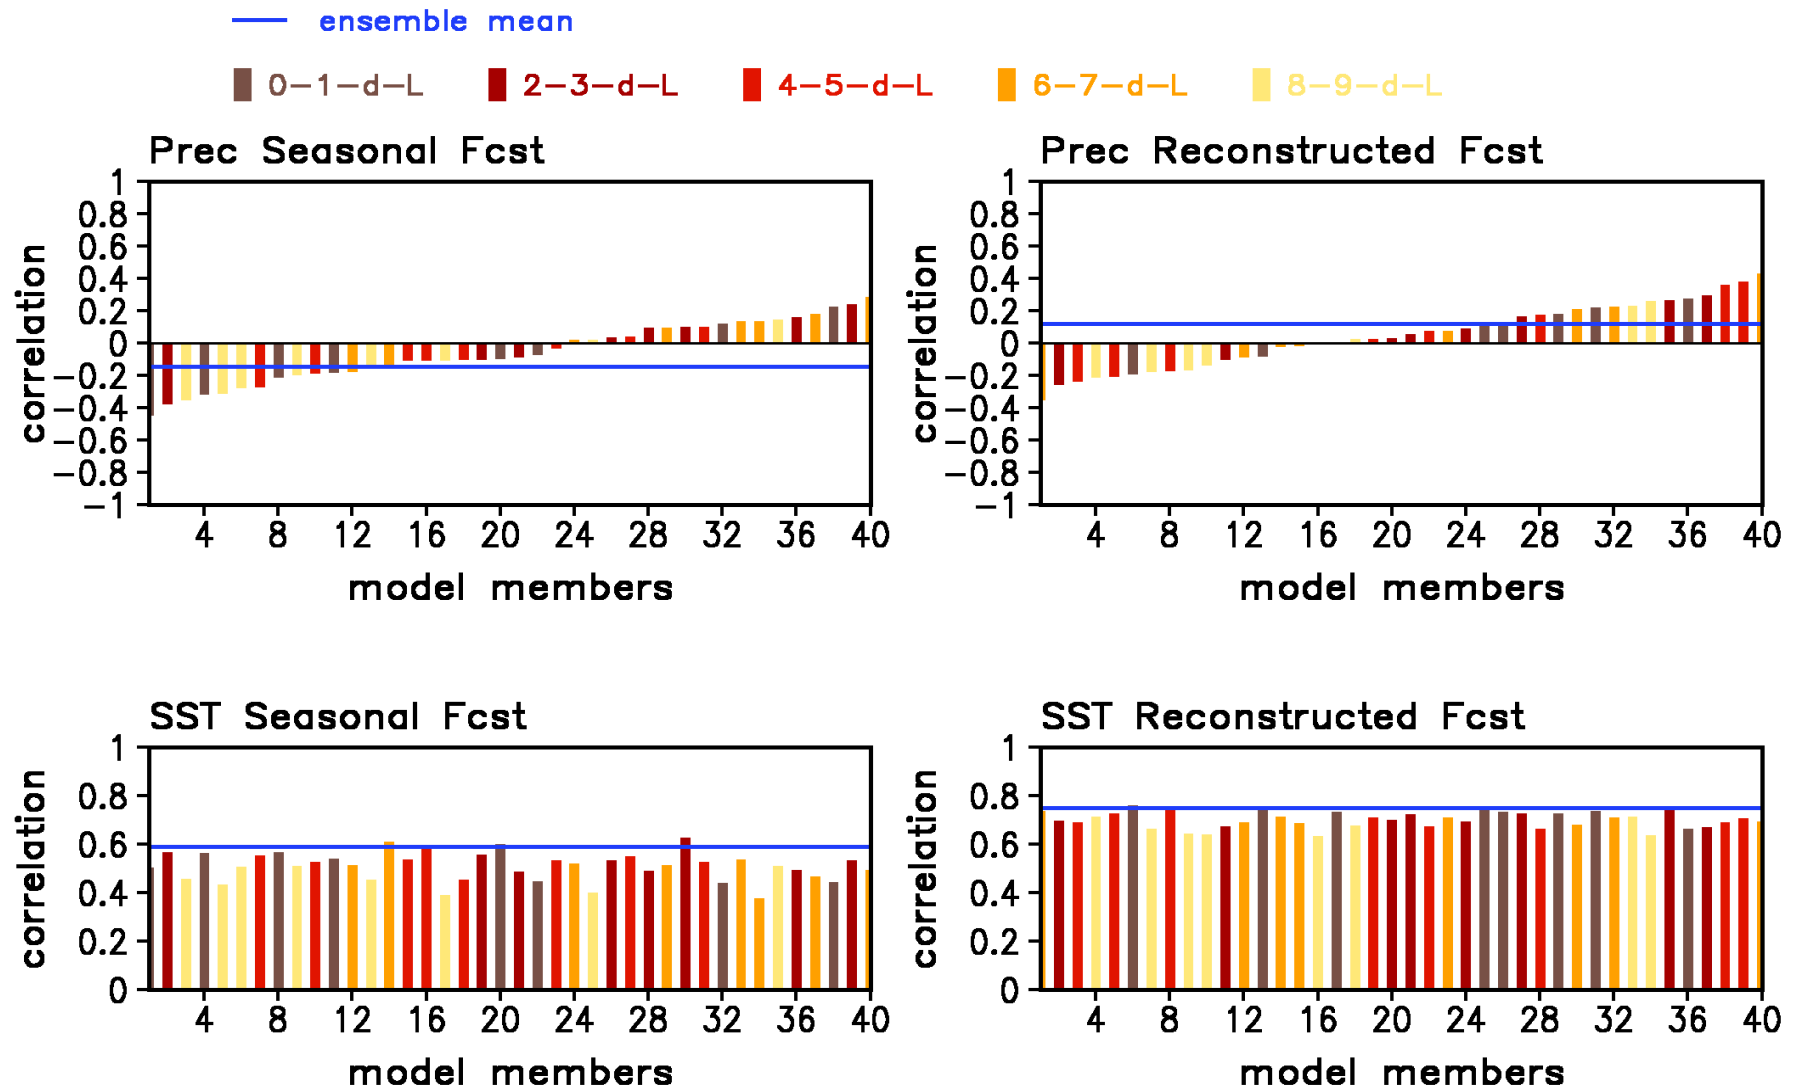 ensemble mean
0-1-d-L 2-3-d-L 4-5-d-L 6-7-d-L 8-9-d-L
Prec Seasonal Fcst
correlation
1
0.8
0.6
0.4
0.2
0
-0.2
-0.4
-0.6
-0.8
-1
4 8 12 16 20 24 28 32 36 40
model members
Prec Reconstructed Fcst
correlation
1
0.8
0.6
0.4
0.2
0
-0.2
-0.4
-0.6
-0.8
-1
4 8 12 16 20 24 28 32 36 40
model members
SST Seasonal Fcst
correlation
1
0.8
0.6
0.4
0.2
0
4 8 12 16 20 24 28 32 36 40
model members
SST Reconstructed Fcst
correlation
1
0.8
0.6
0.4
0.2
0
4 8 12 16 20 24 28 32 36 40
model members